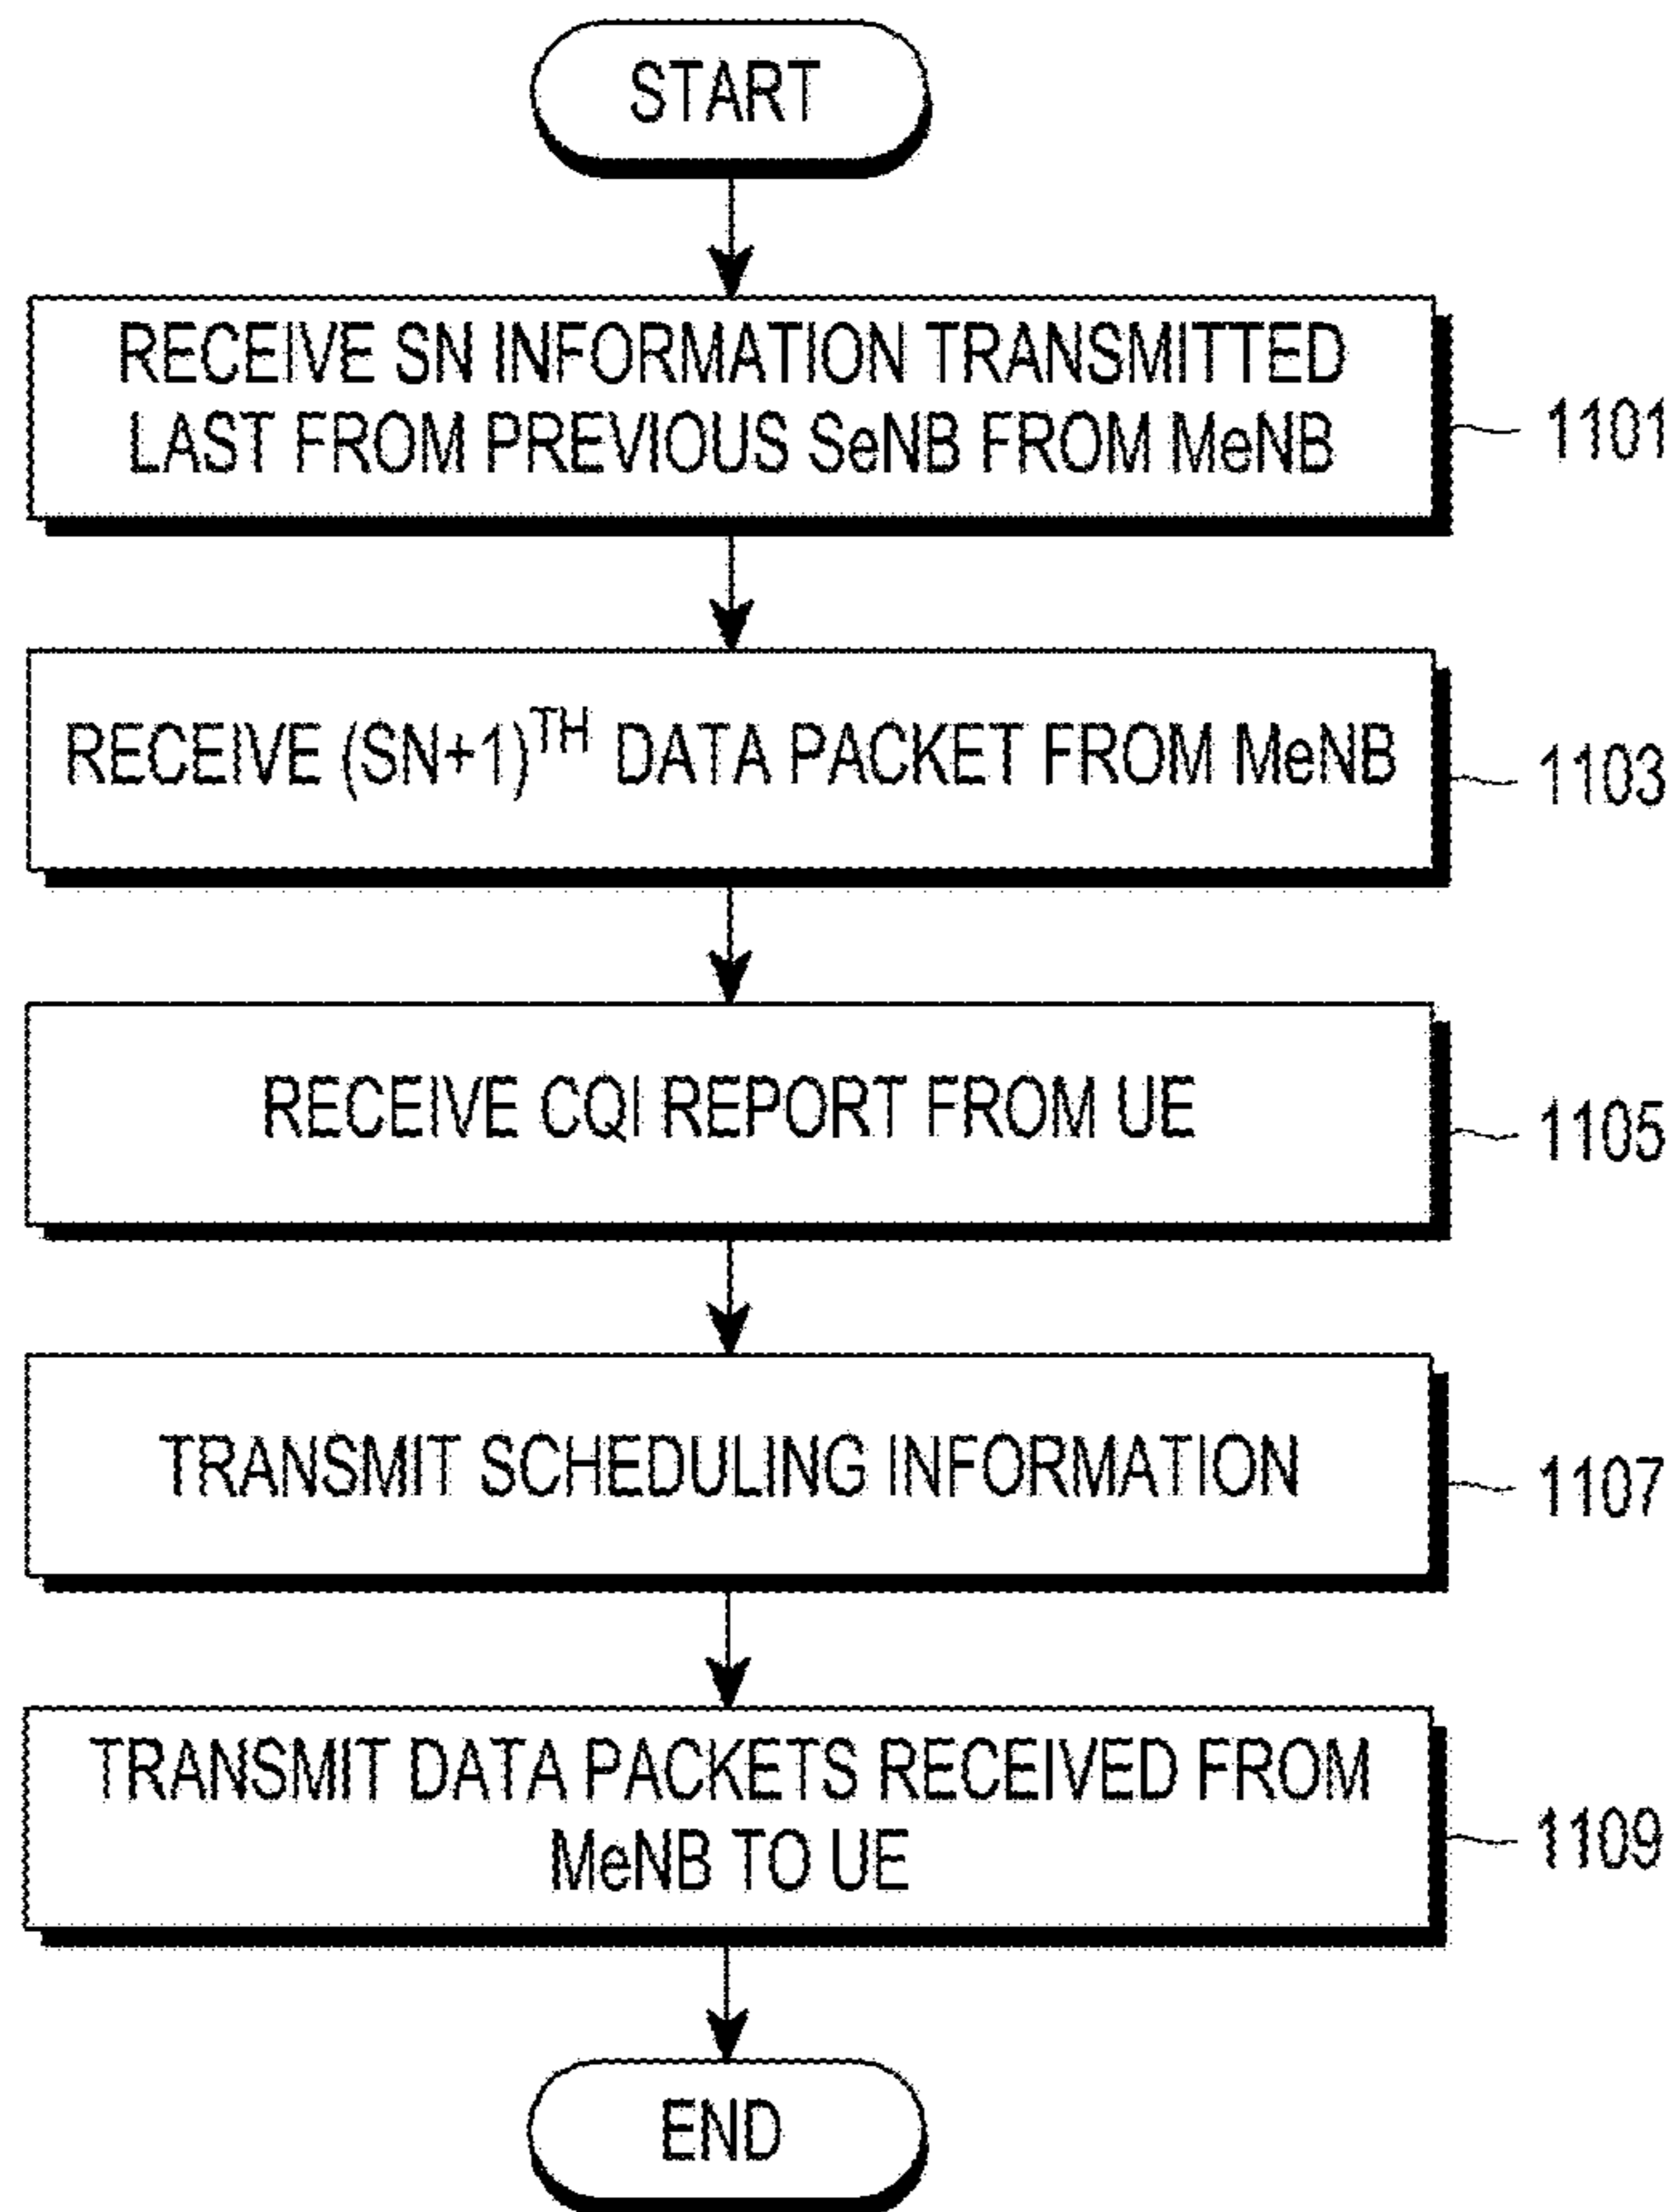 START
RECEIVE SN INFORMATION TRANSMITTED
LAST FROM PREVIOUS SeNB FROM MeNB
1101
RECEIVE (SN+1)TH DATA PACKET FROM MeNB
1103
RECEIVE CQI REPORT FROM UE
1105
TRANSMIT SCHEDULING INFORMATION
1107
TRANSMIT DATA PACKETS RECEIVED FROM
MeNB TO UE
1109
END